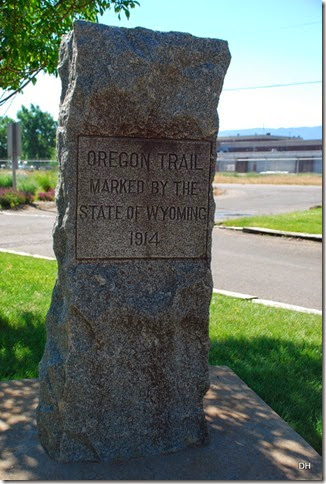 OREGON TRAIL
MARKED BY THE
STATE OF WYOMING
1914
DH